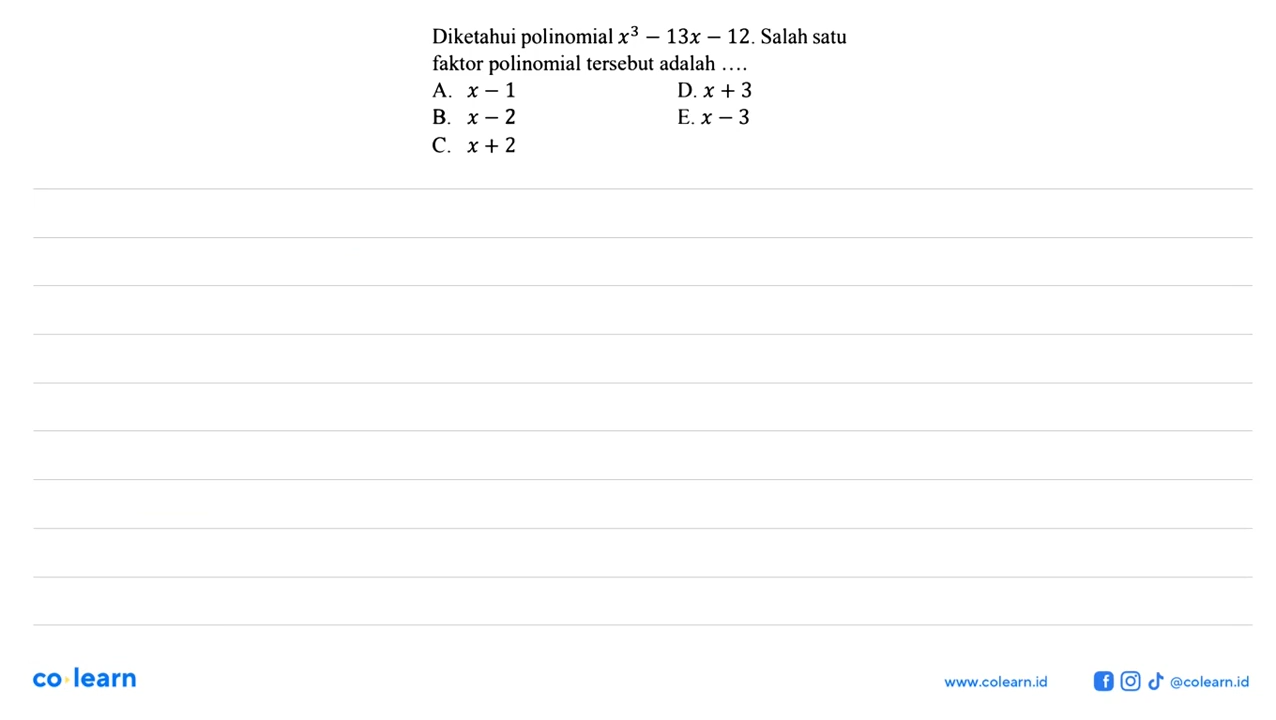 Diketahui polinomial x³ − 13x − 12. Salah satu
faktor polinomial tersebut adalah ….
A. x − 1 D. x + 3
B. x − 2 E. x − 3
C. x + 2
co learn www.colearn.id @colearn.id